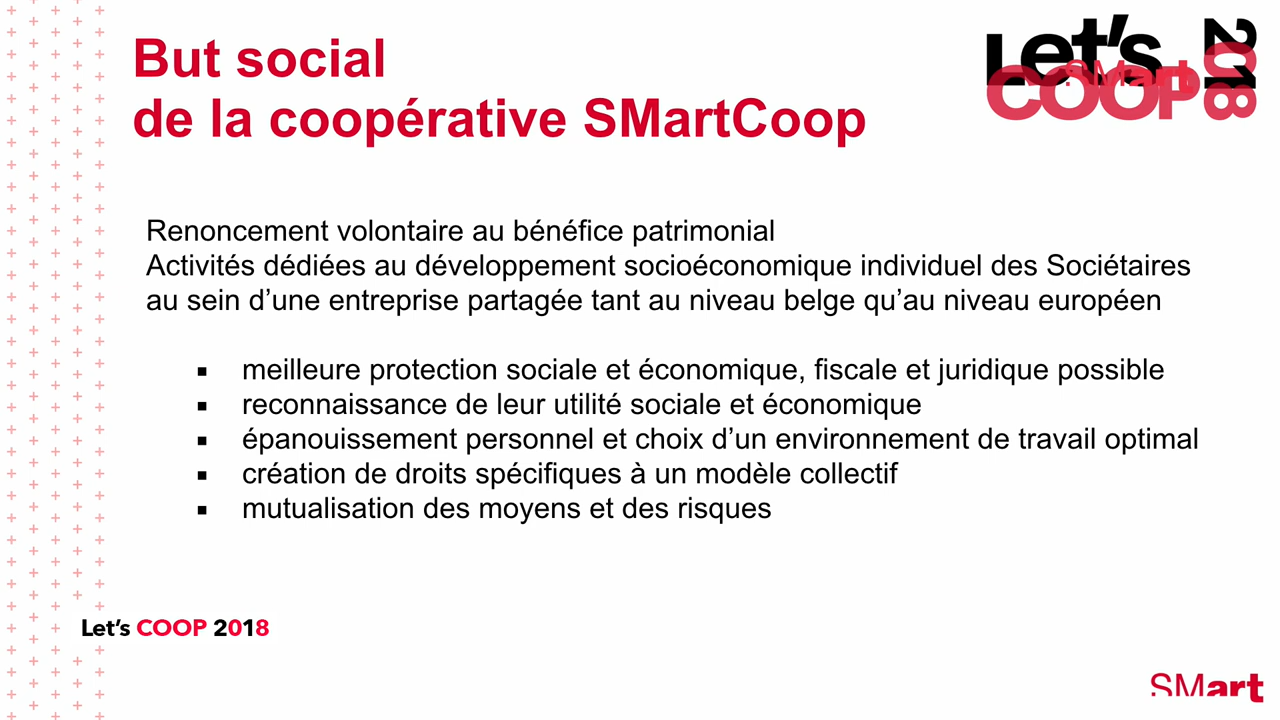 But social
de la coopérative SMartCoop
Let's
COOP
2018
SMart
Renoncement volontaire au bénéfice patrimonial
Activités dédiées au développement socioéconomique individuel des Sociétaires
au sein d’une entreprise partagée tant au niveau belge qu’au niveau européen
▪ meilleure protection sociale et économique, fiscale et juridique possible
▪ reconnaissance de leur utilité sociale et économique
▪ épanouissement personnel et choix d’un environnement de travail optimal
▪ création de droits spécifiques à un modèle collectif
▪ mutualisation des moyens et des risques
Let’s COOP 2018
SMart